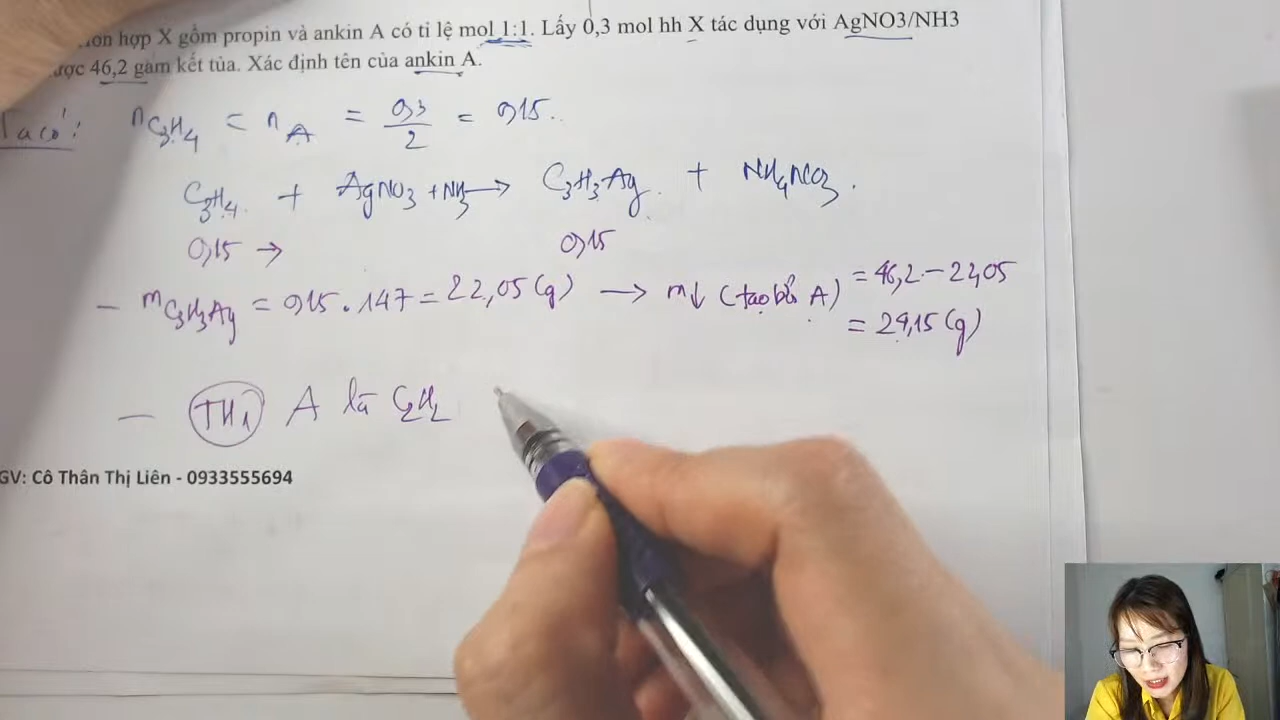 hỗn hợp X gồm propin và ankin A có tỉ lệ mol 1:1. Lấy 0,3 mol hh X tác dụng với AgNO3/NH3
được 46,2 gam kết tủa. Xác định tên của ankin A.
Ta có: nC3H4 = nA = 0,3/2 = 0,15.
C3H4 + AgNO3 + NH3 → C3H3Ag + NH4NO3.
0,15 → 0,15
- mC3H3Ag = 0,15 . 147 = 22,05 (g) → m↓ (tạo bởi A) = 46,2 - 22,05
= 24,15 (g)
- TH1 A là C2H2
GV: Cô Thân Thị Liên - 0933555694